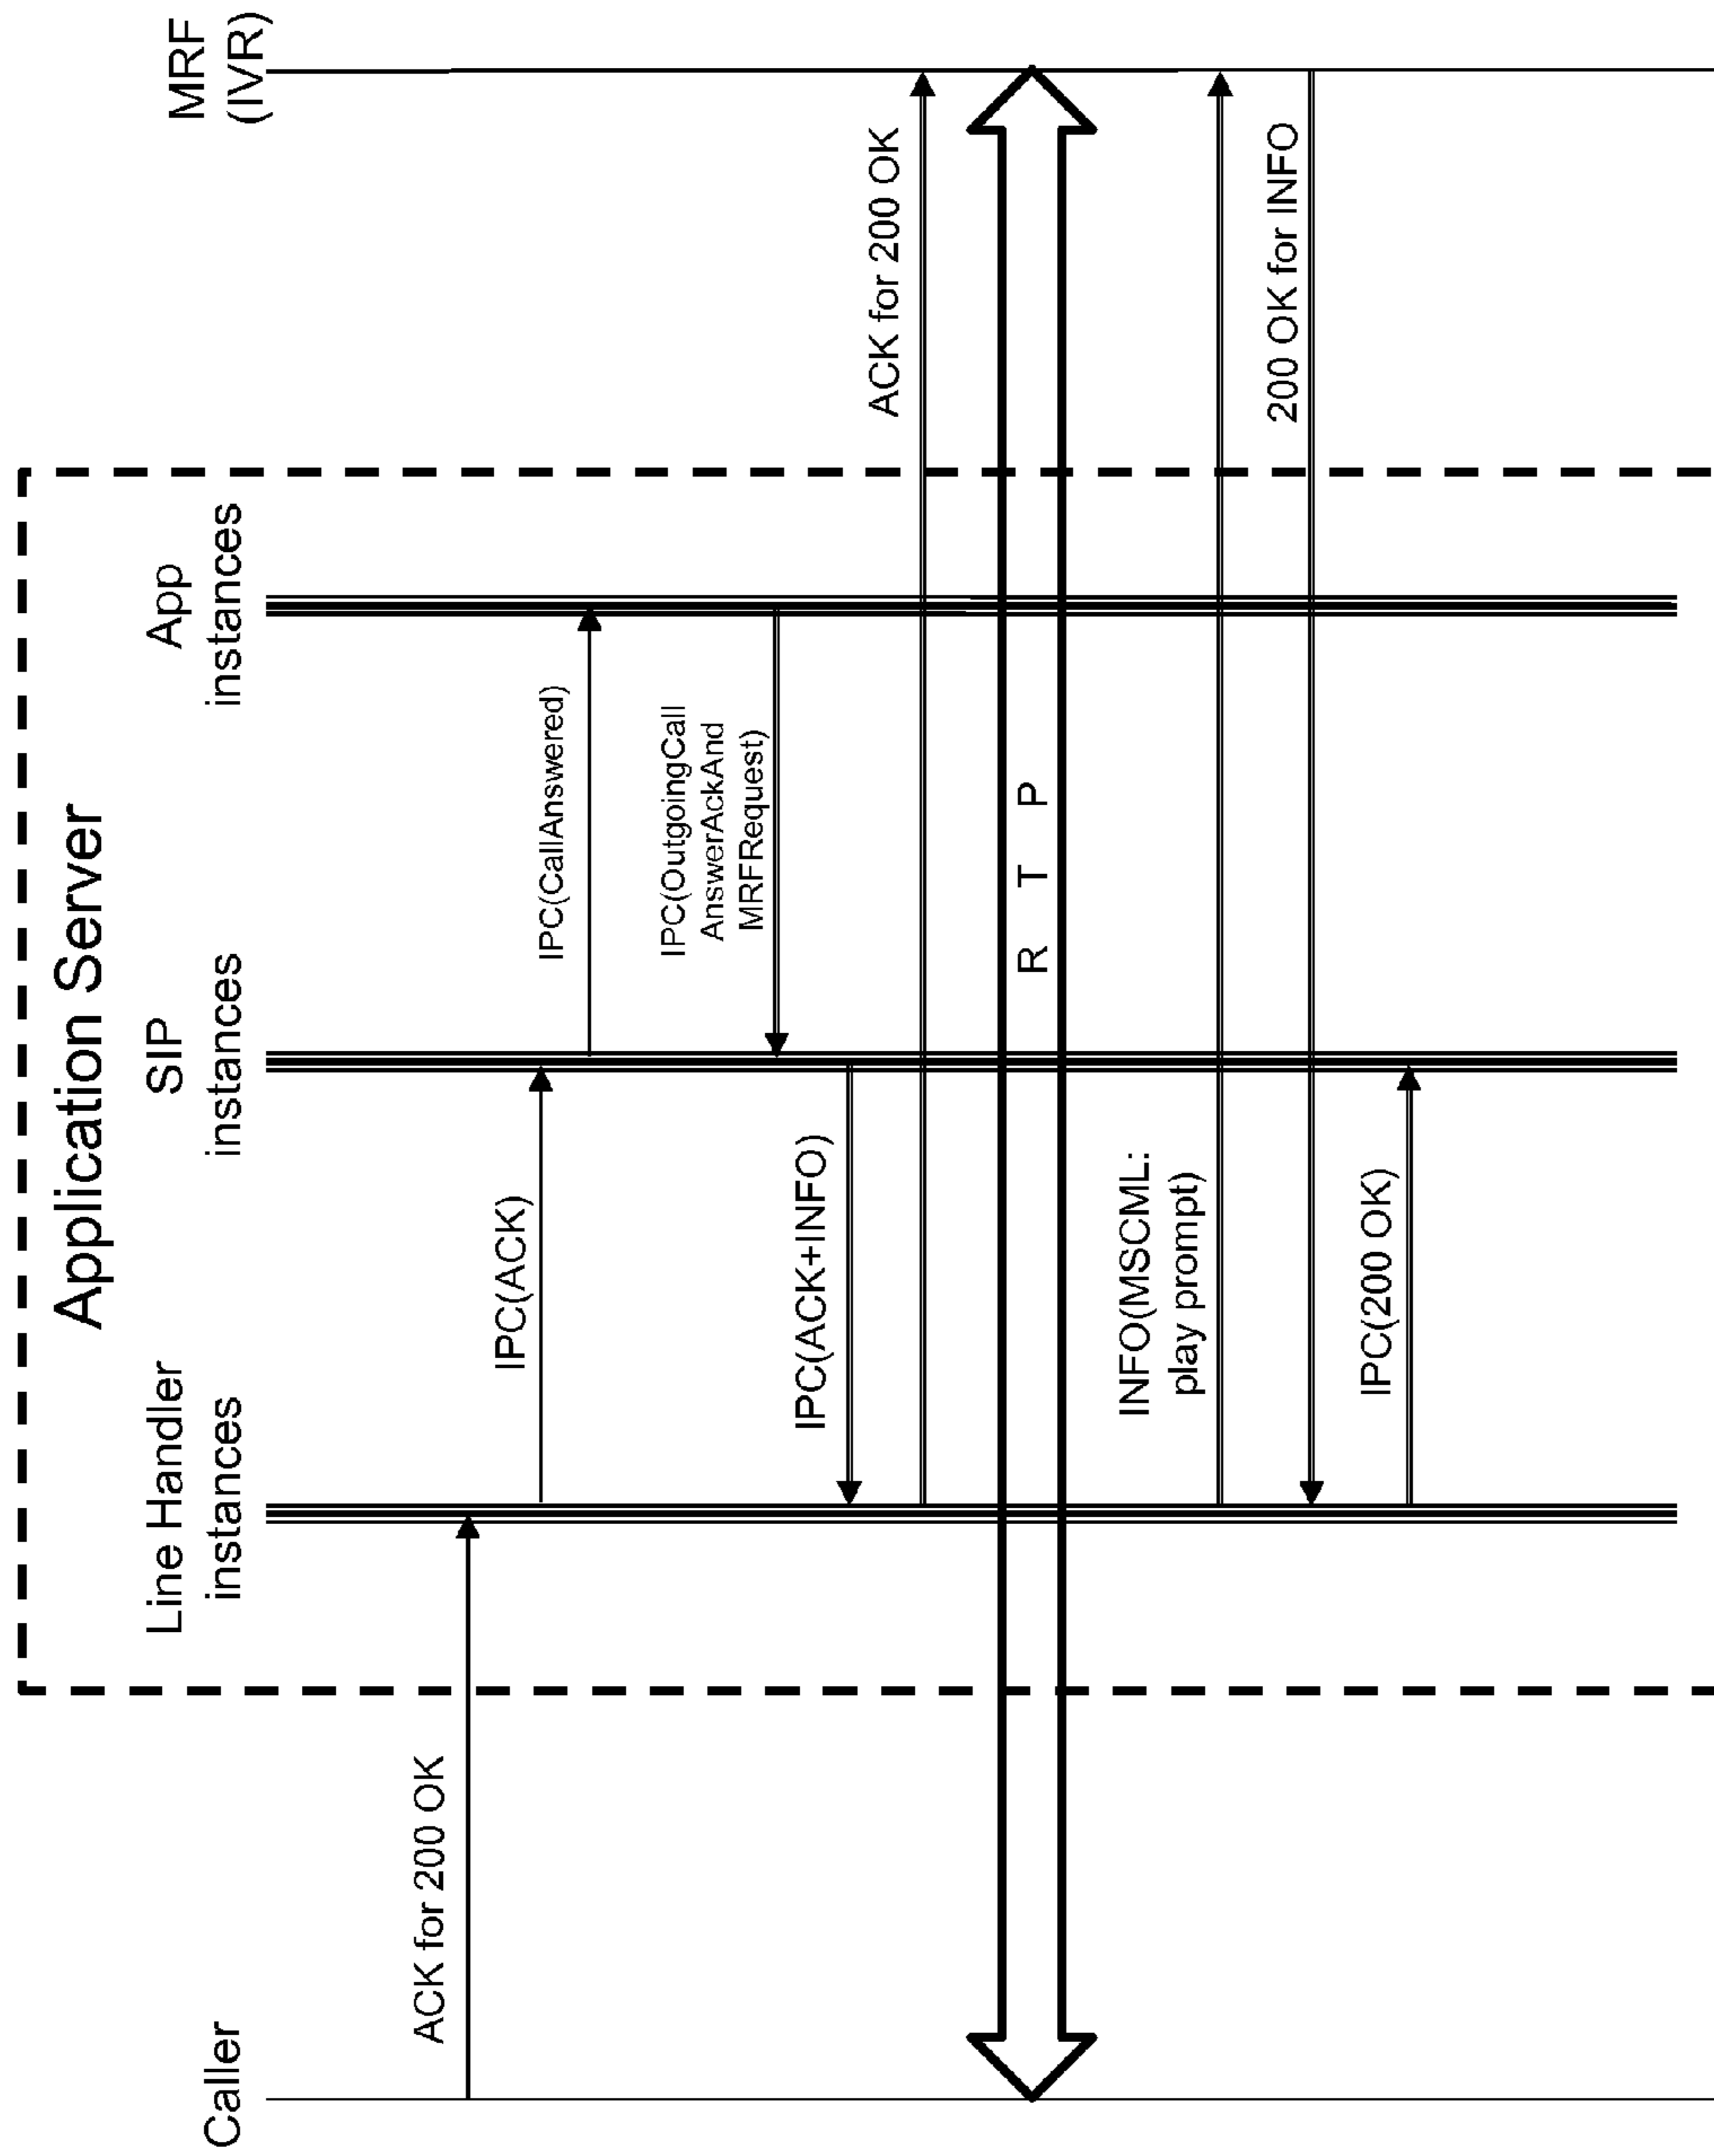 Application Server
Caller
Line Handler
instances
SIP
instances
App
instances
MRF
(IVR)
ACK for 200 OK
IPC(ACK)
IPC(CallAnswered)
IPC(OutgoingCall
AnswerAckAnd
MRFRequest)
IPC(ACK+INFO)
ACK for 200 OK
R T P
INFO(MSCML:
play prompt)
200 OK for INFO
IPC(200 OK)